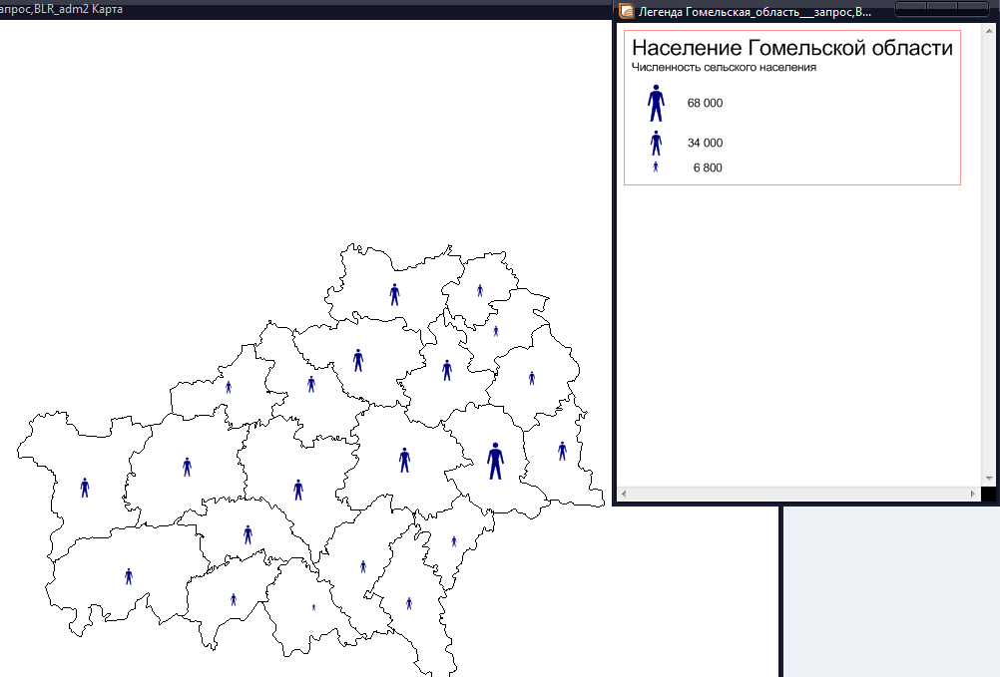 апрос,BLR_adm2 Карта
Легенда Гомельская_область___запрос,B...
Население Гомельской области
Численность сельского населения
68 000
34 000
6 800